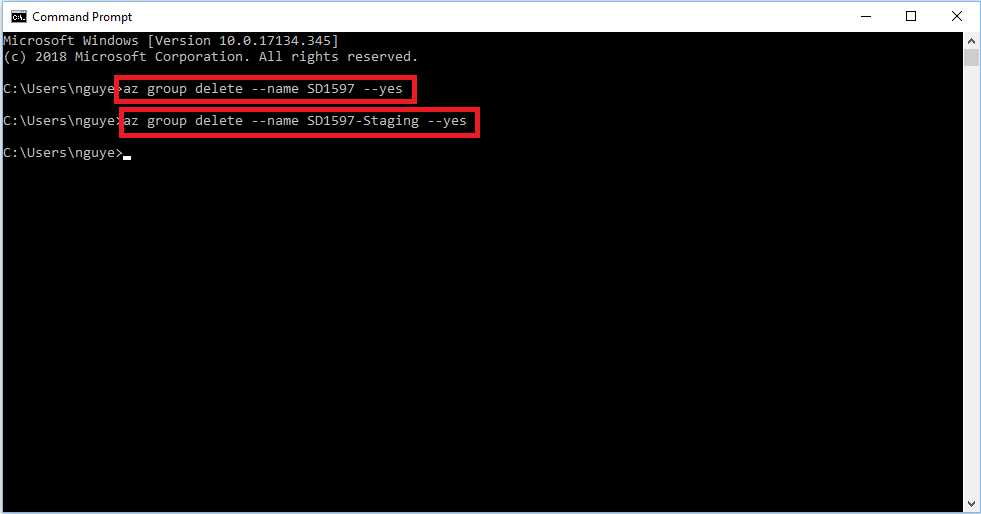 Command Prompt
Microsoft Windows [Version 10.0.17134.345]
(c) 2018 Microsoft Corporation. All rights reserved.
C:\Users\nguye>az group delete --name SD1597 --yes
C:\Users\nguye>az group delete --name SD1597-Staging --yes
C:\Users\nguye>